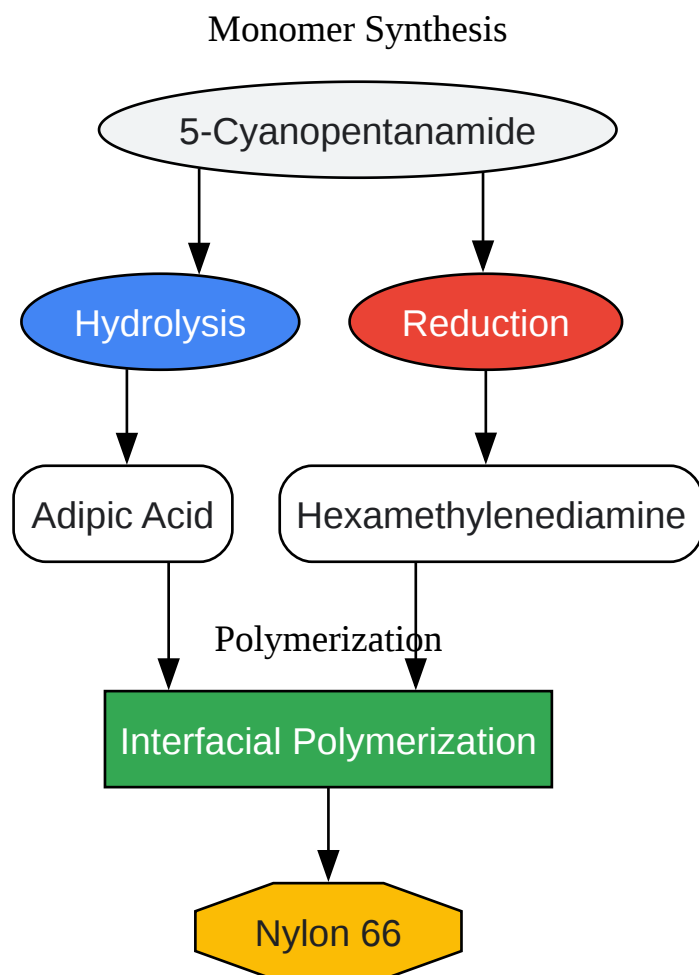 Monomer Synthesis
5-Cyanopentanamide
Hydrolysis
Reduction
Adipic Acid
Hexamethylenediamine
Polymerization
Interfacial Polymerization
Nylon 66